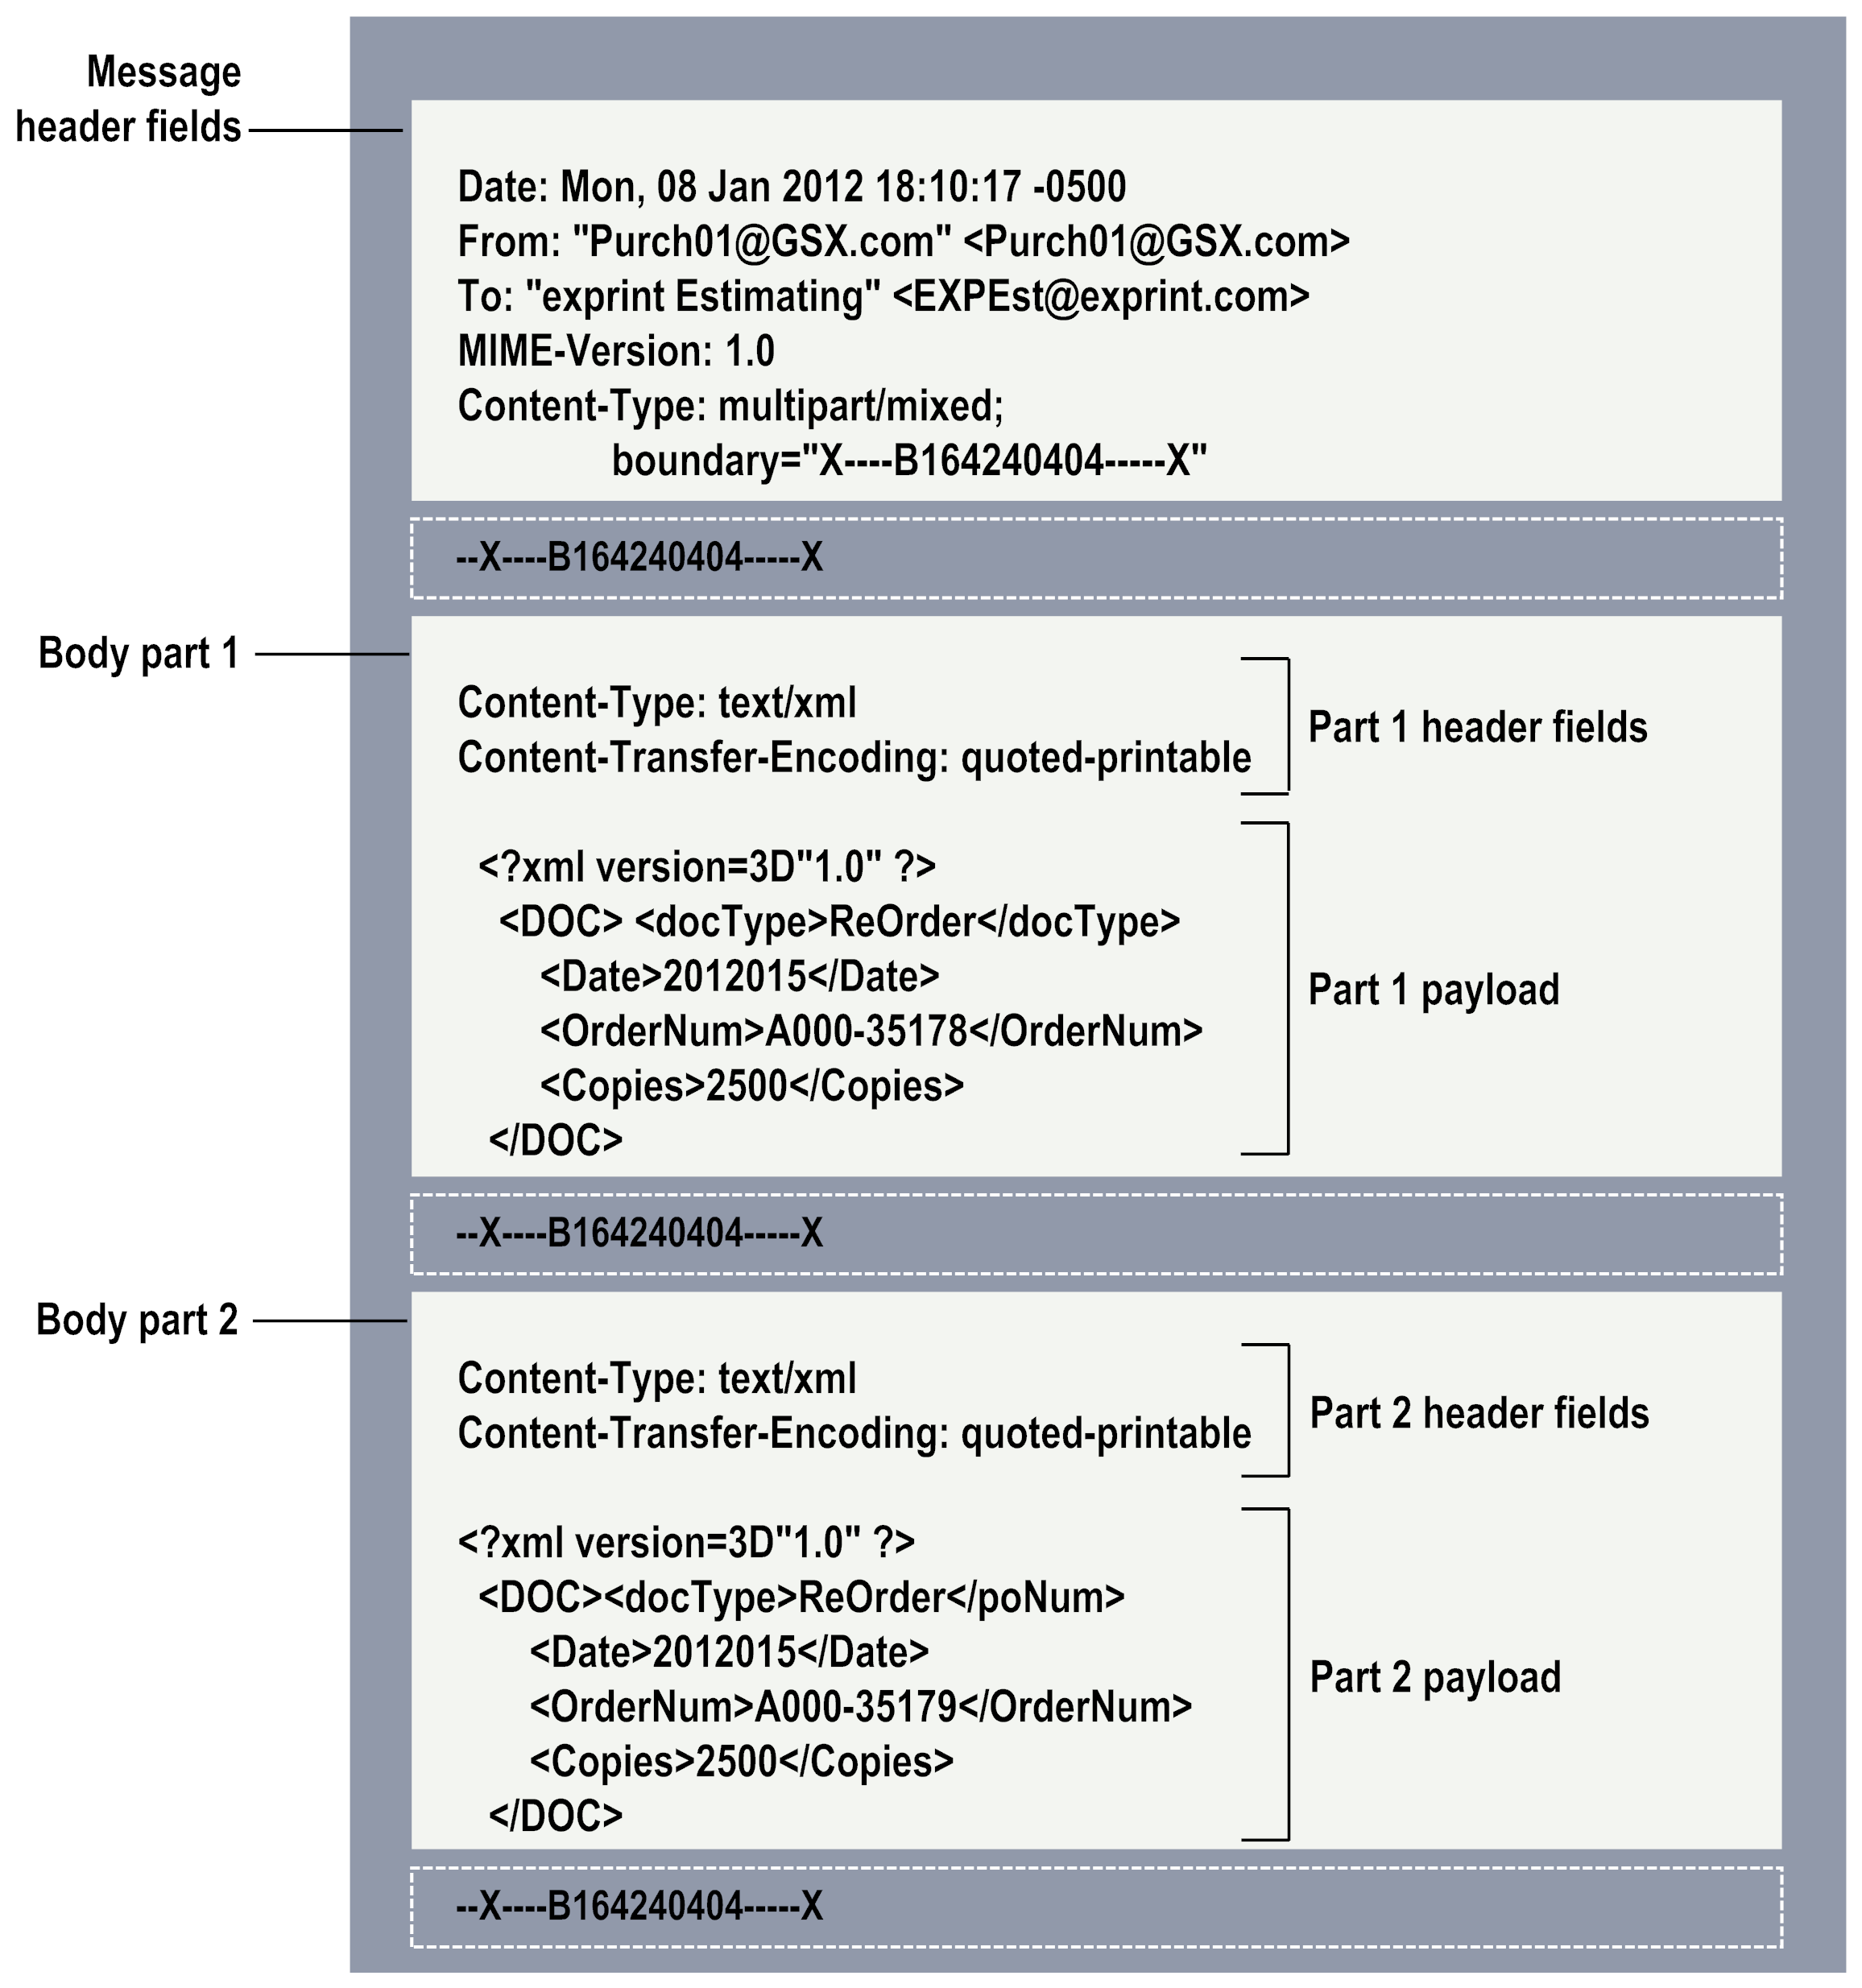 Message
header fields
Date: Mon, 08 Jan 2012 18:10:17 -0500
From: "Purch01@GSX.com" <Purch01@GSX.com>
To: "exprint Estimating" <EXPEst@exprint.com>
MIME-Version: 1.0
Content-Type: multipart/mixed;
boundary="X----B164240404-----X"
--X----B164240404-----X
Body part 1
Content-Type: text/xml
Content-Transfer-Encoding: quoted-printable
Part 1 header fields
<?xml version=3D"1.0" ?>
<DOC> <docType>ReOrder</docType>
<Date>2012015</Date>
<OrderNum>A000-35178</OrderNum>
<Copies>2500</Copies>
</DOC>
Part 1 payload
--X----B164240404-----X
Body part 2
Content-Type: text/xml
Content-Transfer-Encoding: quoted-printable
Part 2 header fields
<?xml version=3D"1.0" ?>
<DOC><docType>ReOrder</poNum>
<Date>2012015</Date>
<OrderNum>A000-35179</OrderNum>
<Copies>2500</Copies>
</DOC>
Part 2 payload
--X----B164240404-----X